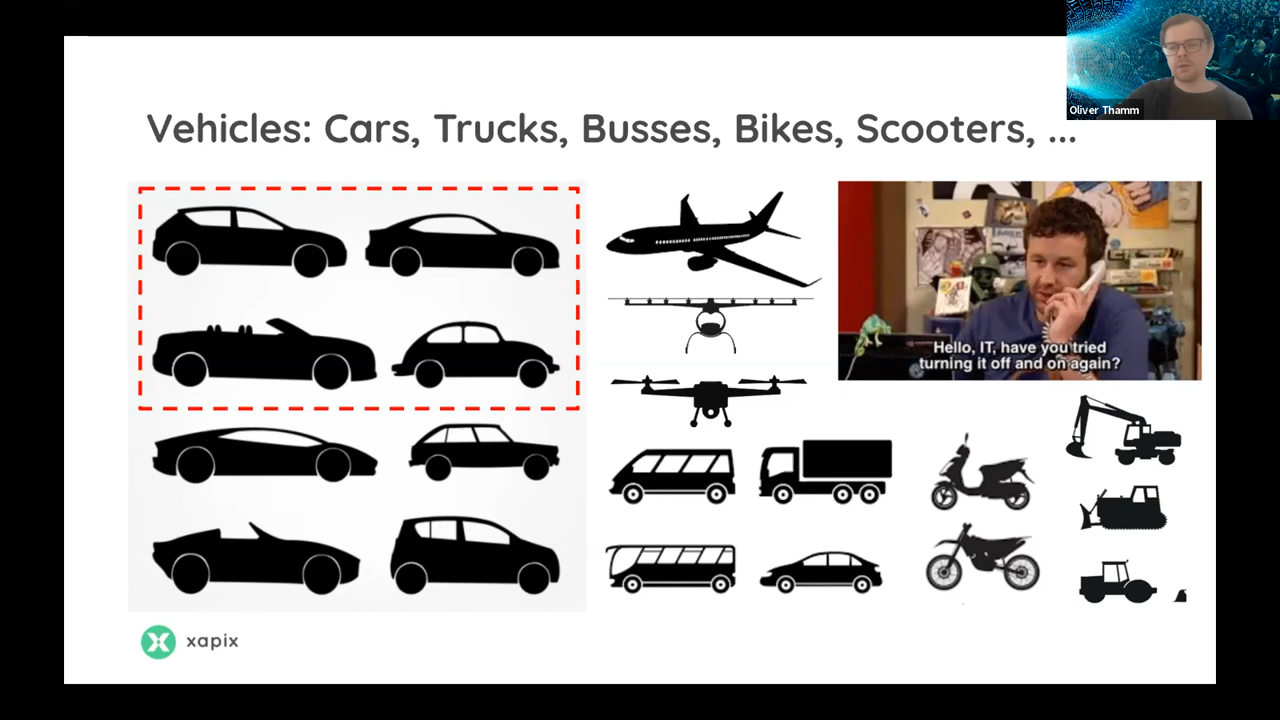 Oliver Thamm
Vehicles: Cars, Trucks, Busses, Bikes, Scooters, ...
Hello, IT, have you tried
turning it off and on again?
xapix